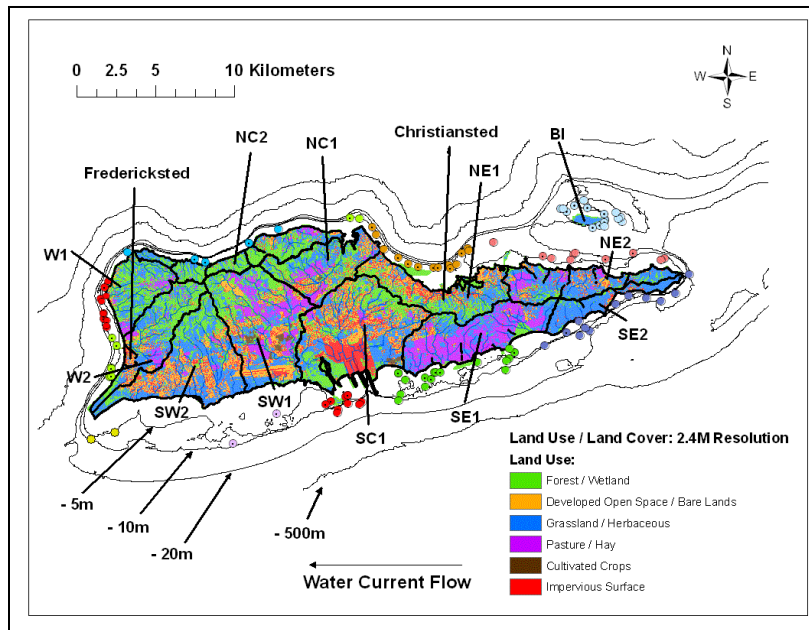 N
W E
S
0 2.5 5 10 Kilometers
Christiansted
BI
NC2
NC1
Fredericksted
NE1
W1
NE2
SE2
W2
SW2
SW1
SC1
SE1
- 5m
- 10m
- 20m
- 500m
Water Current Flow
Land Use / Land Cover: 2.4M Resolution
Land Use:
Forest / Wetland
Developed Open Space / Bare Lands
Grassland / Herbaceous
Pasture / Hay
Cultivated Crops
Impervious Surface